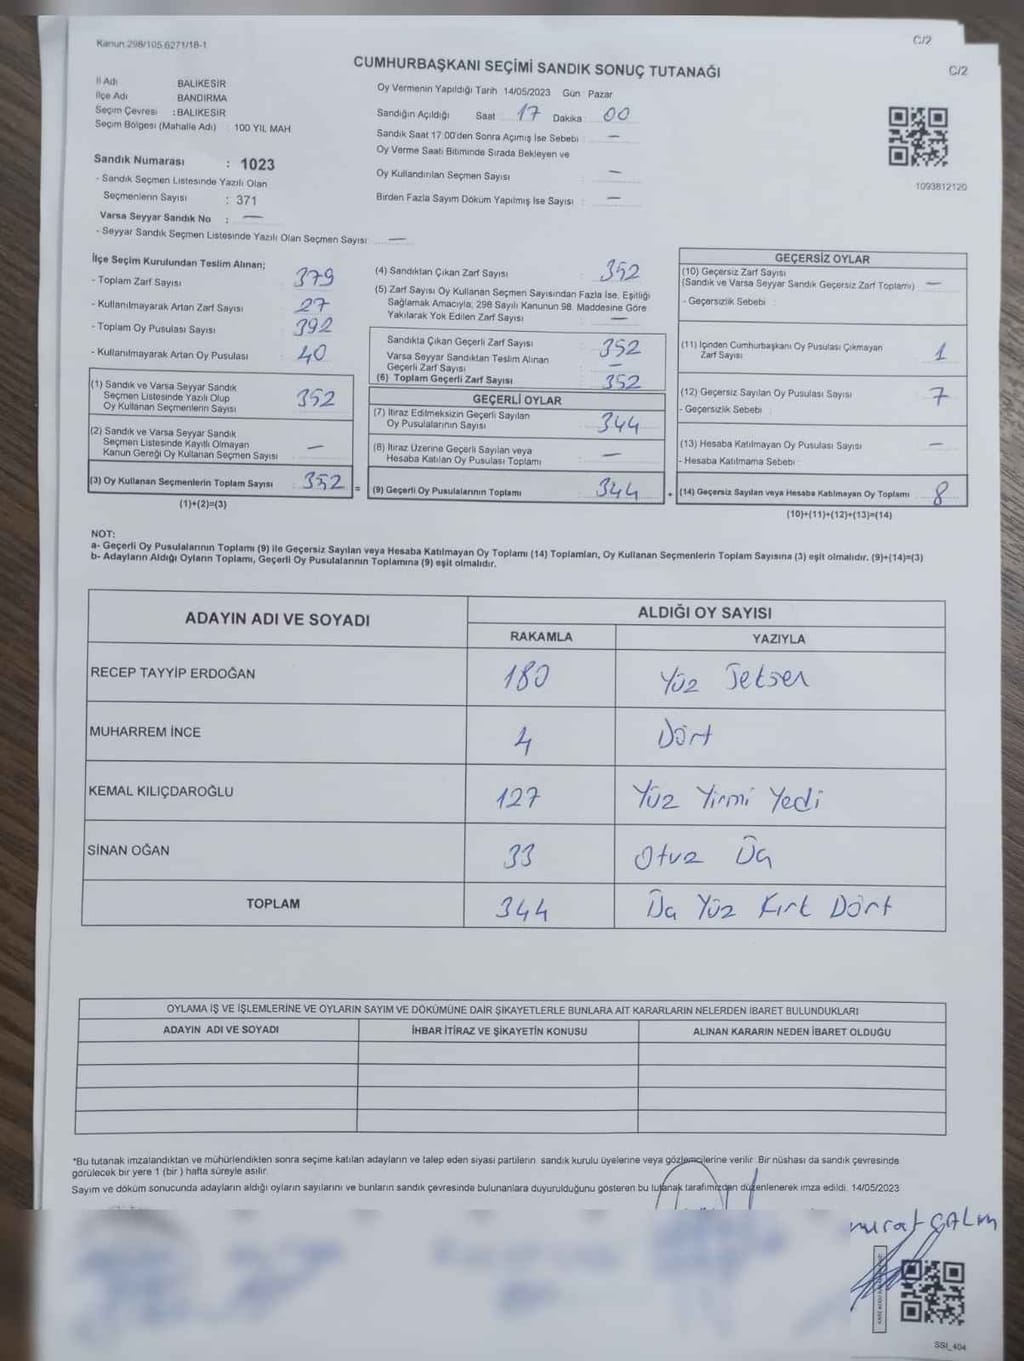 Kanun 298/105 6271/18-1
C/2
C/2
CUMHURBAŞKANI SEÇİMİ SANDIK SONUÇ TUTANAĞI
İl Adı BALIKESİR
İlçe Adı BANDIRMA
Seçim Çevresi : BALIKESİR
Seçim Bölgesi (Mahalle Adı) 100 YIL MAH
Oy Vermenin Yapıldığı Tarih 14/05/2023 Gün : Pazar
Sandığın Açıldığı Saat 17 Dakika 00
Sandık Saat 17:00'den Sonra Açılmış İse Sebebi : —
Oy Verme Saati Bitiminde Sırada Bekleyen ve
Oy Kullandırılan Seçmen Sayısı —
Birden Fazla Sayım Döküm Yapılmış İse Sayısı : —
1093812120
Sandık Numarası : 1023
- Sandık Seçmen Listesinde Yazılı Olan
Seçmenlerin Sayısı : 371
Varsa Seyyar Sandık No : —
- Seyyar Sandık Seçmen Listesinde Yazılı Olan Seçmen Sayısı: —
İlçe Seçim Kurulundan Teslim Alınan;
- Toplam Zarf Sayısı 379
- Kullanılmayarak Artan Zarf Sayısı 27
- Toplam Oy Pusulası Sayısı 392
- Kullanılmayarak Artan Oy Pusulası 40
(1) Sandık ve Varsa Seyyar Sandık
Seçmen Listesinde Yazılı Olup
Oy Kullanan Seçmenlerin Sayısı 352
(2) Sandık ve Varsa Seyyar Sandık
Seçmen Listesinde Kayıtlı Olmayan
Kanun Gereği Oy Kullanan Seçmen Sayısı —
(3) Oy Kullanan Seçmenlerin Toplam Sayısı 352 =
(1)+(2)=(3)
(4) Sandıktan Çıkan Zarf Sayısı 352
(5) Zarf Sayısı Oy Kullanan Seçmen Sayısından Fazla İse, Eşitliği
Sağlamak Amacıyla; 298 Sayılı Kanunun 98. Maddesine Göre
Yakılarak Yok Edilen Zarf Sayısı —
Sandıkta Çıkan Geçerli Zarf Sayısı 352
Varsa Seyyar Sandıktan Teslim Alınan
Geçerli Zarf Sayısı —
(6) Toplam Geçerli Zarf Sayısı 352
GEÇERLİ OYLAR
(7) İtiraz Edilmeksizin Geçerli Sayılan
Oy Pusulalarının Sayısı 344
(8) İtiraz Üzerine Geçerli Sayılan veya
Hesaba Katılan Oy Pusulası Toplamı —
(9) Geçerli Oy Pusulalarının Toplamı 344 +
GEÇERSİZ OYLAR
(10) Geçersiz Zarf Sayısı
(Sandık ve Varsa Seyyar Sandık Geçersiz Zarf Toplamı) —
- Geçersizlik Sebebi
(11) İçinden Cumhurbaşkanı Oy Pusulası Çıkmayan
Zarf Sayısı 1
(12) Geçersiz Sayılan Oy Pusulası Sayısı 7
- Geçersizlik Sebebi
(13) Hesaba Katılmayan Oy Pusulası Sayısı —
- Hesaba Katılmama Sebebi
(14) Geçersiz Sayılan veya Hesaba Katılmayan Oy Toplamı 8
(10)+(11)+(12)+(13)=(14)
NOT:
a- Geçerli Oy Pusulalarının Toplamı (9) ile Geçersiz Sayılan veya Hesaba Katılmayan Oy Toplamı (14) Toplamları, Oy Kullanan Seçmenlerin Toplam Sayısına (3) eşit olmalıdır. (9)+(14)=(3)
b- Adayların Aldığı Oyların Toplamı, Geçerli Oy Pusulalarının Toplamına (9) eşit olmalıdır.
ADAYIN ADI VE SOYADI
ALDIĞI OY SAYISI
RAKAMLA YAZIYLA
RECEP TAYYİP ERDOĞAN 180 Yüz Seksen
MUHARREM İNCE 4 Dört
KEMAL KILIÇDAROĞLU 127 Yüz Yirmi Yedi
SİNAN OĞAN 33 Otuz Üç
TOPLAM 344 Üç Yüz Kırk Dört
OYLAMA İŞ VE İŞLEMLERİNE VE OYLARIN SAYIM VE DÖKÜMÜNE DAİR ŞİKAYETLERLE BUNLARA AİT KARARLARIN NELERDEN İBARET BULUNDUKLARI
ADAYIN ADI VE SOYADI İHBAR İTİRAZ VE ŞİKAYETİN KONUSU ALINAN KARARIN NEDEN İBARET OLDUĞU
*Bu tutanak imzalandıktan ve mühürlendikten sonra seçime katılan adayların ve talep eden siyasi partilerin sandık kurulu üyelerine veya gözlemcilerine verilir. Bir nüshası da sandık çevresinde
görülecek bir yere 1 (bir) hafta süreyle asılır.
Sayım ve döküm sonucunda adayların aldığı oyların sayılarını ve bunların sandık çevresinde bulunanlara duyurulduğunu gösteren bu tutanak tarafımızdan düzenlenerek imza edildi. 14/05/2023
murat ÇALM
SSI_404